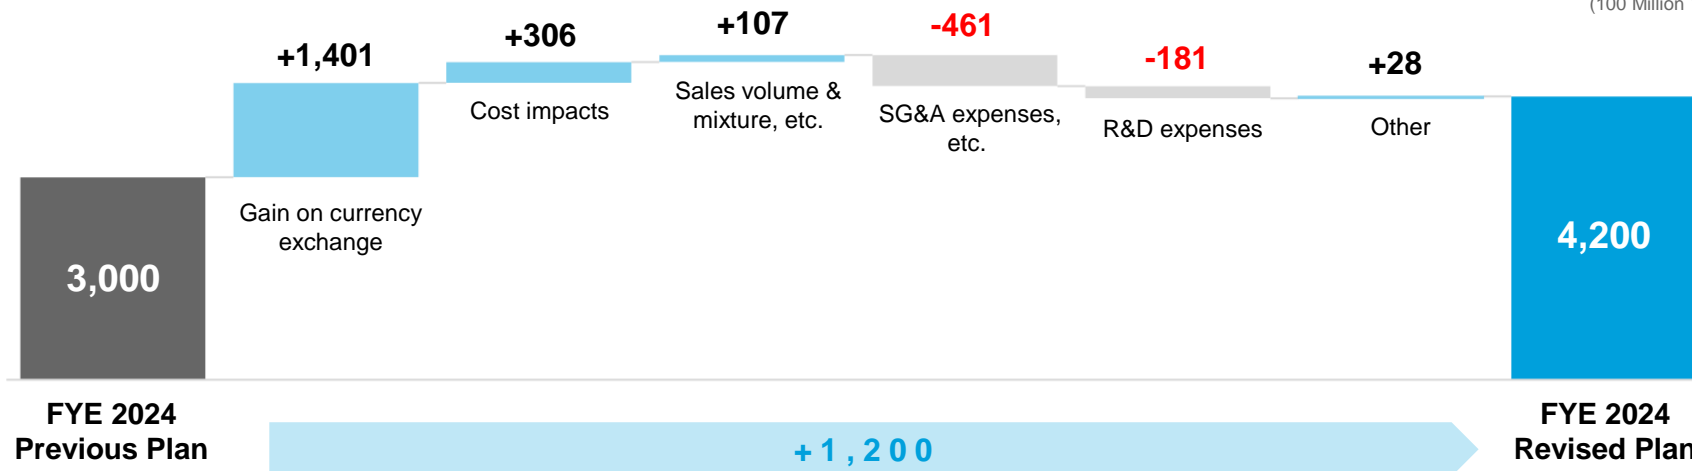 (100 Million
+1,401
+306
+107
-461
-181
+28
Gain on currency
exchange
Cost impacts
Sales volume &
mixture, etc.
SG&A expenses,
etc.
R&D expenses
Other
3,000
4,200
FYE 2024
Previous Plan
+1,200
FYE 2024
Revised Plan